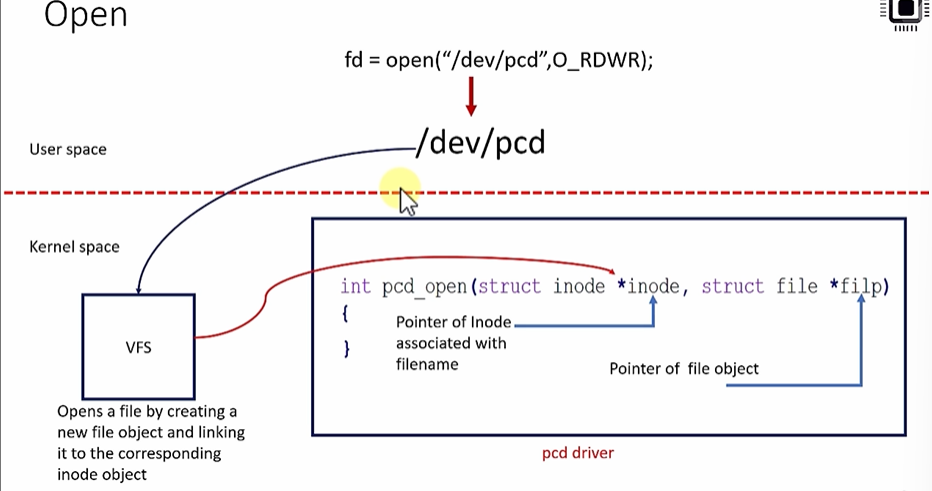 Open
fd = open(“/dev/pcd”,O_RDWR);
/dev/pcd
User space
Kernel space
int pcd_open(struct inode *inode, struct file *filp)
{
Pointer of Inode
associated with
filename
}
Pointer of file object
VFS
Opens a file by creating a
new file object and linking
it to the corresponding
inode object
pcd driver